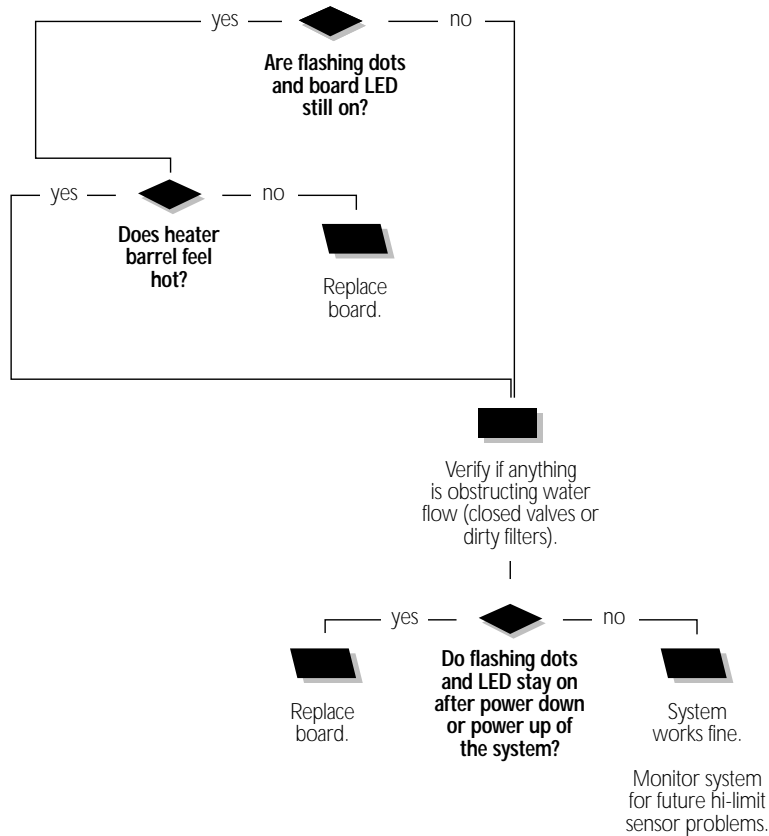 yes
no
Are flashing dots
and board LED
still on?
yes
no
Does heater
barrel feel
hot?
Replace
board.
Verify if anything
is obstructing water
flow (closed valves or
dirty filters).
yes
no
Replace
board.
Do flashing dots
and LED stay on
after power down
or power up of
the system?
System
works fine.
Monitor system
for future hi-limit
sensor problems.